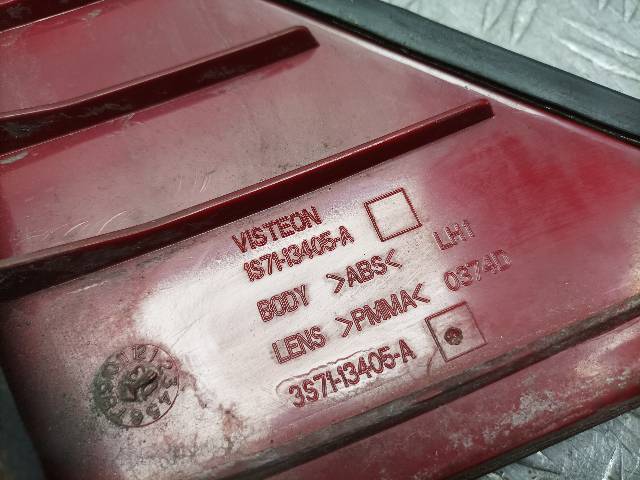 VISTEON
1S71-13405-A
BODY >ABS< LH1
LENS >PMMA< 0374D
3S71-13405-A